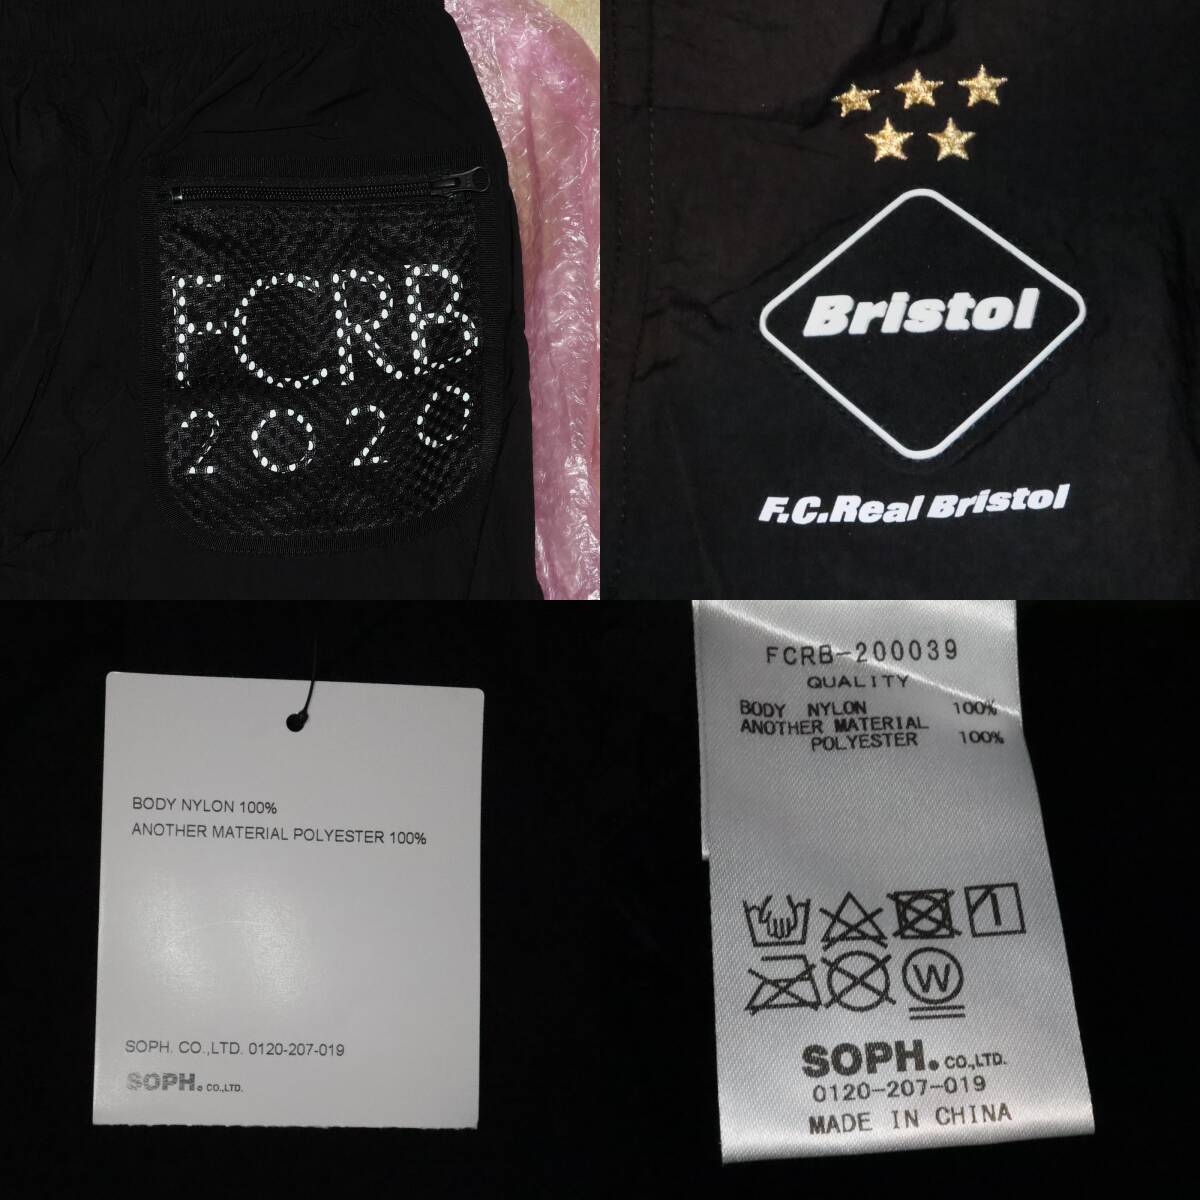 FCRB
2020
Bristol
F.C.Real Bristol
BODY NYLON 100%
ANOTHER MATERIAL POLYESTER 100%
SOPH. CO.,LTD. 0120-207-019
SOPH. CO.,LTD.
FCRB-200039
QUALITY
BODY NYLON 100%
ANOTHER MATERIAL
POLYESTER 100%
W
SOPH. CO.,LTD.
0120-207-019
MADE IN CHINA